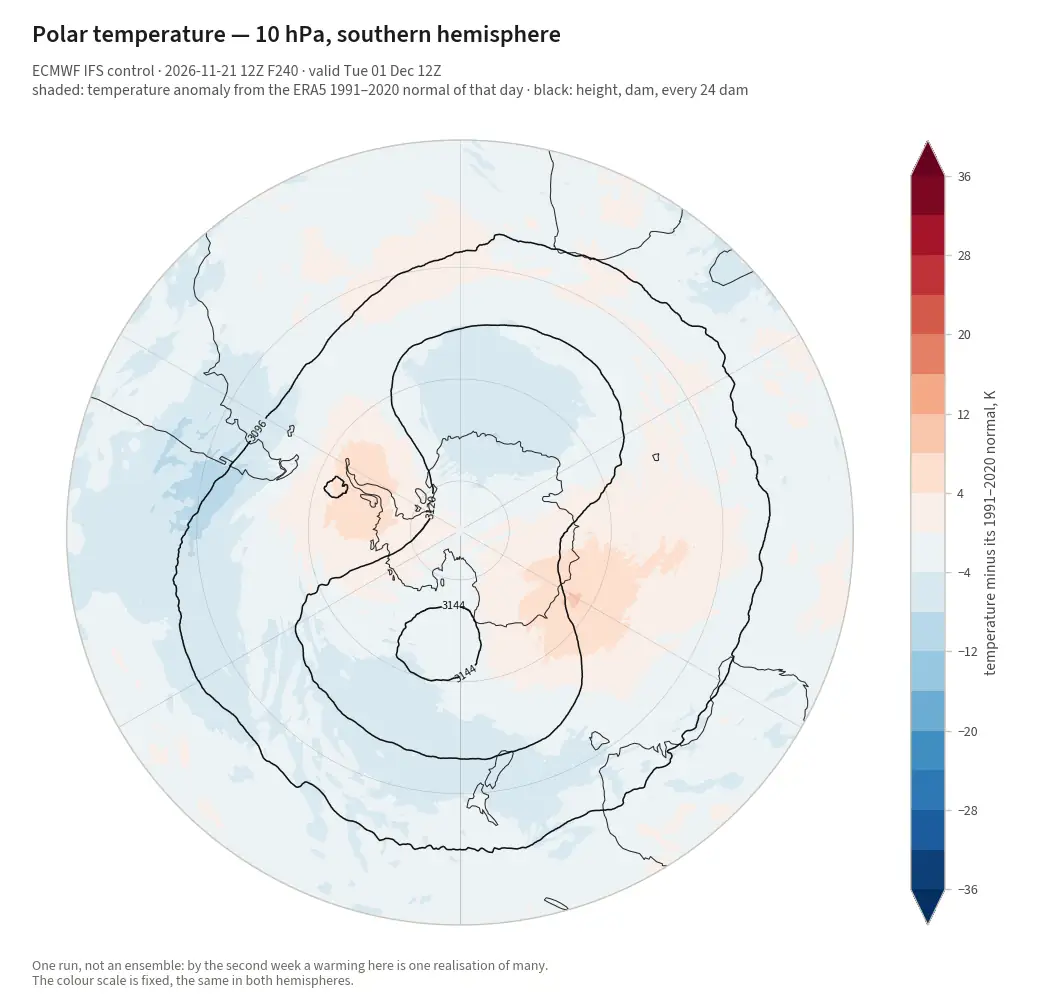 Polar temperature — 10 hPa, southern hemisphere
ECMWF IFS control · 2026-11-21 12Z F240 · valid Tue 01 Dec 12Z
shaded: temperature anomaly from the ERA5 1991–2020 normal of that day · black: height, dam, every 24 dam
36
28
20
12
4
−4
−12
−20
−28
−36
temperature minus its 1991–2020 normal, K
3096
3120
3144
3144
One run, not an ensemble: by the second week a warming here is one realisation of many.
The colour scale is fixed, the same in both hemispheres.